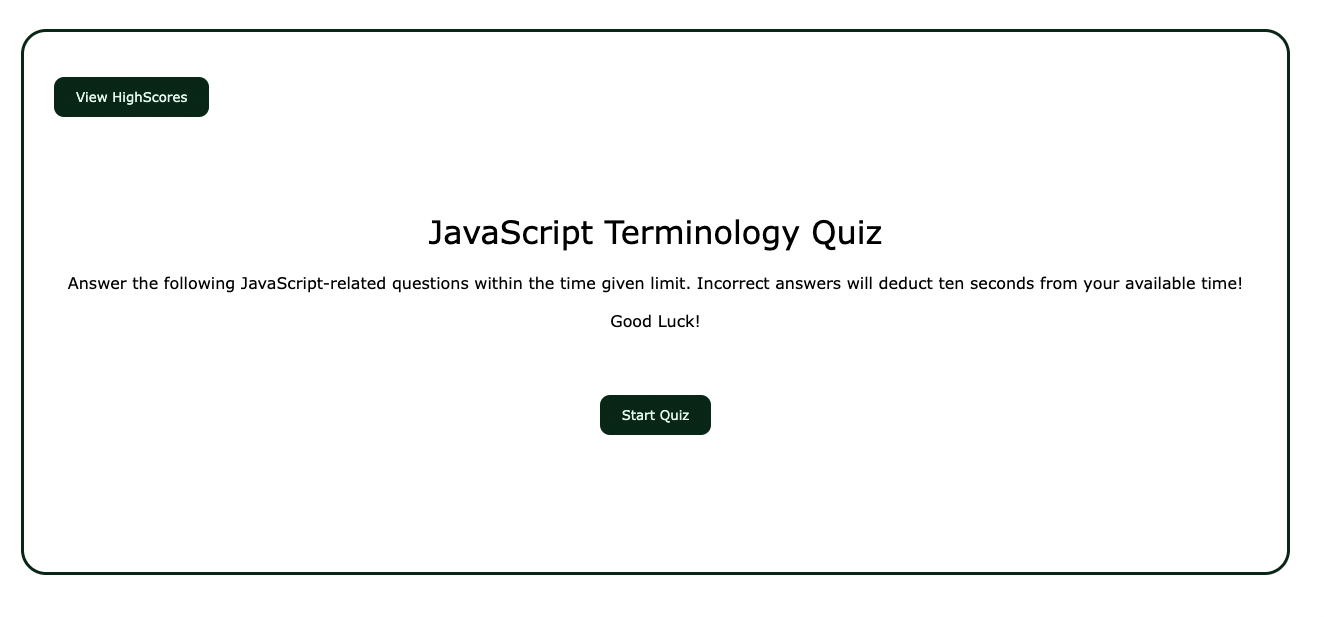 View HighScores
JavaScript Terminology Quiz
Answer the following JavaScript-related questions within the time given limit. Incorrect answers will deduct ten seconds from your available time!
Good Luck!
Start Quiz